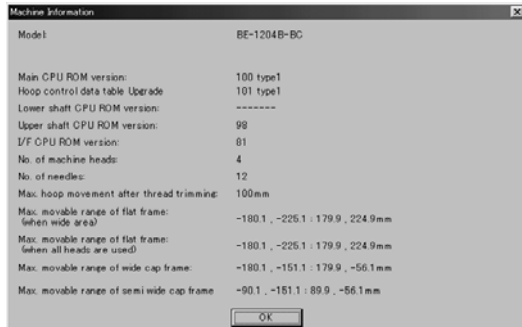 Machine Information
Model: BE-1204B-BC
Main CPU ROM version: 100 type1
Hoop control data table Upgrade 101 type1
Lower shaft CPU ROM version: -------
Upper shaft CPU ROM version: 98
I/F CPU ROM version: 81
No. of machine heads: 4
No. of needles: 12
Max. hoop movement after thread trimming: 100mm
Max. movable range of flat frame:
(when wide area) -180.1 , -225.1 : 179.9 , 224.9mm
Max. movable range of flat frame:
(when all heads are used) -180.1 , -225.1 : 179.9 , 224.9mm
Max. movable range of wide cap frame: -180.1 , -151.1 : 179.9 , -56.1mm
Max. movable range of semi wide cap frame -90.1 , -151.1 : 89.9 , -56.1mm
OK